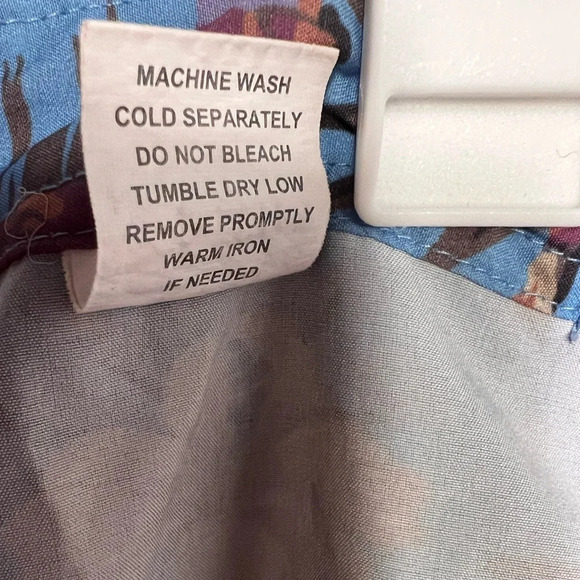 MACHINE WASH
COLD SEPARATELY
DO NOT BLEACH
TUMBLE DRY LOW
REMOVE PROMPTLY
WARM IRON
IF NEEDED